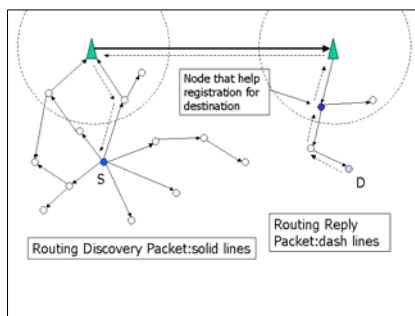 Node that help
registration for
destination
S
D
Routing Discovery Packet:solid lines
Routing Reply
Packet:dash lines